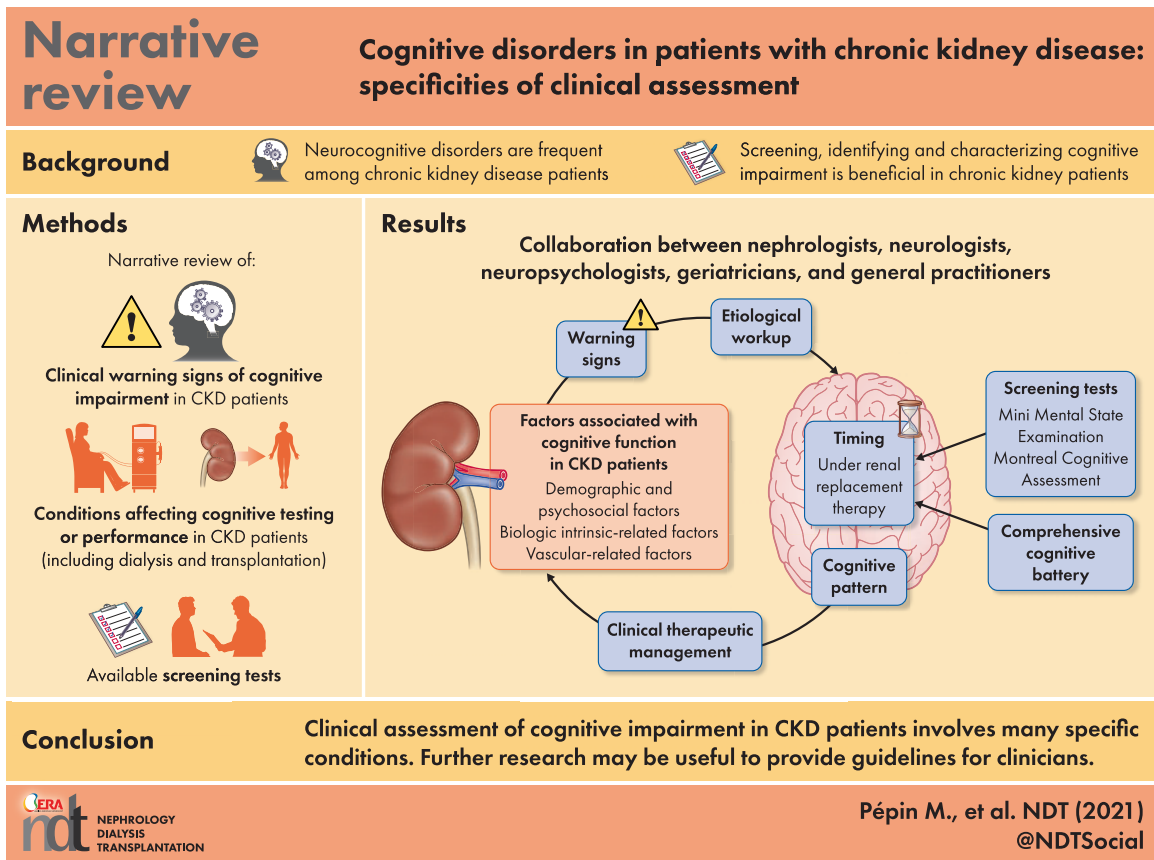 Narrative
review
Cognitive disorders in patients with chronic kidney disease:
specificities of clinical assessment
Background
Neurocognitive disorders are frequent
among chronic kidney disease patients
Screening, identifying and characterizing cognitive
impairment is beneficial in chronic kidney patients
Methods
Narrative review of:
Clinical warning signs of cognitive
impairment in CKD patients
Conditions affecting cognitive testing
or performance in CKD patients
(including dialysis and transplantation)
Available screening tests
Results
Collaboration between nephrologists, neurologists,
neuropsychologists, geriatricians, and general practitioners
Warning
signs
Etiological
workup
Factors associated with
cognitive function
in CKD patients
Demographic and
psychosocial factors
Biologic intrinsic-related factors
Vascular-related factors
Timing
Under renal
replacement
therapy
Screening tests
Mini Mental State
Examination
Montreal Cognitive
Assessment
Comprehensive
cognitive
battery
Cognitive
pattern
Clinical therapeutic
management
Conclusion
Clinical assessment of cognitive impairment in CKD patients involves many specific
conditions. Further research may be useful to provide guidelines for clinicians.
ERA
ndt
NEPHROLOGY
DIALYSIS
TRANSPLANTATION
Pépin M., et al. NDT (2021)
@NDTSocial